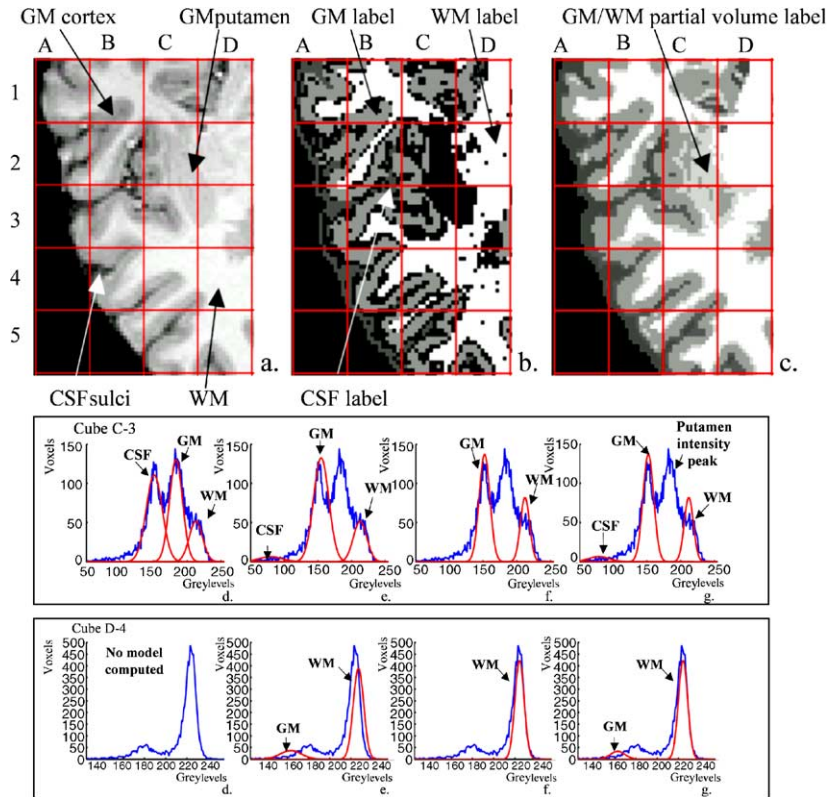 GM cortex GMputamen GM label WM label GM/WM partial volume label
A B C D A B C D A B C D
1
2
3
4
5
a. b. c.
CSFsulci WM CSF label
Cube C-3
Voxels Voxels Voxels Voxels
CSF GM WM
GM CSF WM
GM WM
GM CSF WM Putamen intensity peak
150 100 50 0
150 100 50 0
150 100 50 0
150 100 50 0
50 100 150 200 250 50 100 150 200 250 50 100 150 200 250 50 100 150 200 250
Greylevels Greylevels Greylevels Greylevels
d. e. f. g.
Cube D-4
Voxels Voxels Voxels Voxels
No model computed
WM GM
WM
WM GM
500 450 400 350 300 250 200 150 100 50 0
500 450 400 350 300 250 200 150 100 50 0
500 450 400 350 300 250 200 150 100 50 0
500 450 400 350 300 250 200 150 100 50 0
140 160 180 200 220 240 140 160 180 200 220 240 140 160 180 200 220 240 140 160 180 200 220 240
Greylevels Greylevels Greylevels Greylevels
d. e. f. g.